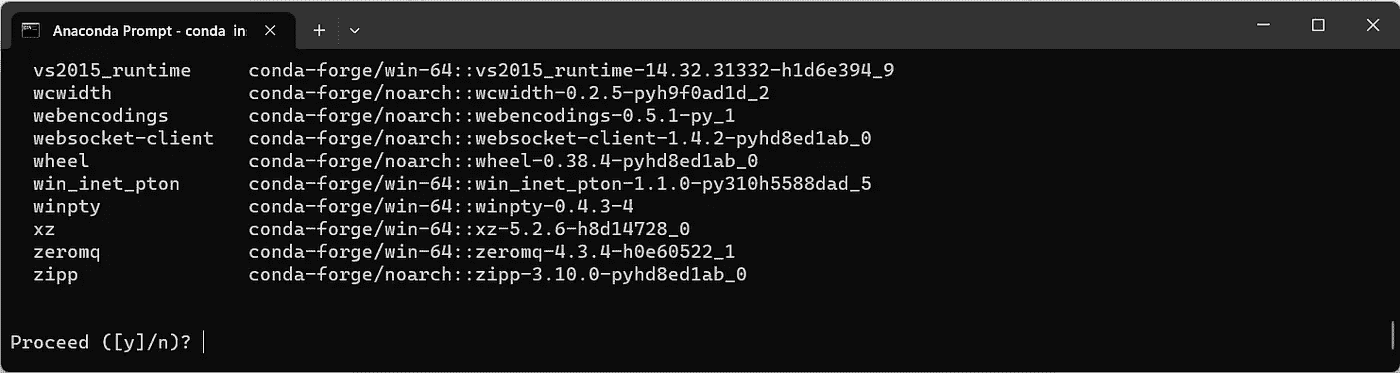 Anaconda Prompt - conda in
vs2015_runtime conda-forge/win-64::vs2015_runtime-14.32.31332-h1d6e394_9
wcwidth conda-forge/noarch::wcwidth-0.2.5-pyh9f0ad1d_2
webencodings conda-forge/noarch::webencodings-0.5.1-py_1
websocket-client conda-forge/noarch::websocket-client-1.4.2-pyhd8ed1ab_0
wheel conda-forge/noarch::wheel-0.38.4-pyhd8ed1ab_0
win_inet_pton conda-forge/win-64::win_inet_pton-1.1.0-py310h5588dad_5
winpty conda-forge/win-64::winpty-0.4.3-4
xz conda-forge/win-64::xz-5.2.6-h8d14728_0
zeromq conda-forge/win-64::zeromq-4.3.4-h0e60522_1
zipp conda-forge/noarch::zipp-3.10.0-pyhd8ed1ab_0
Proceed ([y]/n)?